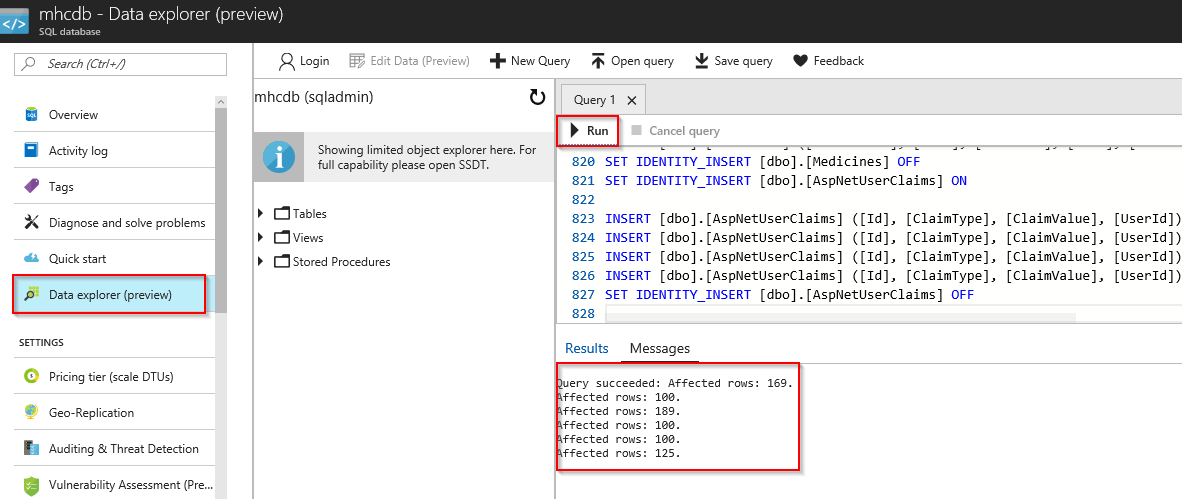 mhcdb - Data explorer (preview)
SQL database
Search (Ctrl+/)
Overview
Activity log
Tags
Diagnose and solve problems
Quick start
Data explorer (preview)
SETTINGS
Pricing tier (scale DTUs)
Geo-Replication
Auditing & Threat Detection
Vulnerability Assessment (Pre...
Login
Edit Data (Preview)
New Query
Open query
Save query
Feedback
mhcdb (sqladmin)
Showing limited object explorer here. For
full capability please open SSDT.
Tables
Views
Stored Procedures
Query 1
Run
Cancel query
820 SET IDENTITY_INSERT [dbo].[Medicines] OFF
821 SET IDENTITY_INSERT [dbo].[AspNetUserClaims] ON
822
823 INSERT [dbo].[AspNetUserClaims] ([Id], [ClaimType], [ClaimValue], [UserId])
824 INSERT [dbo].[AspNetUserClaims] ([Id], [ClaimType], [ClaimValue], [UserId])
825 INSERT [dbo].[AspNetUserClaims] ([Id], [ClaimType], [ClaimValue], [UserId])
826 INSERT [dbo].[AspNetUserClaims] ([Id], [ClaimType], [ClaimValue], [UserId])
827 SET IDENTITY_INSERT [dbo].[AspNetUserClaims] OFF
828
Results Messages
Query succeeded: Affected rows: 169.
Affected rows: 100.
Affected rows: 189.
Affected rows: 100.
Affected rows: 100.
Affected rows: 125.